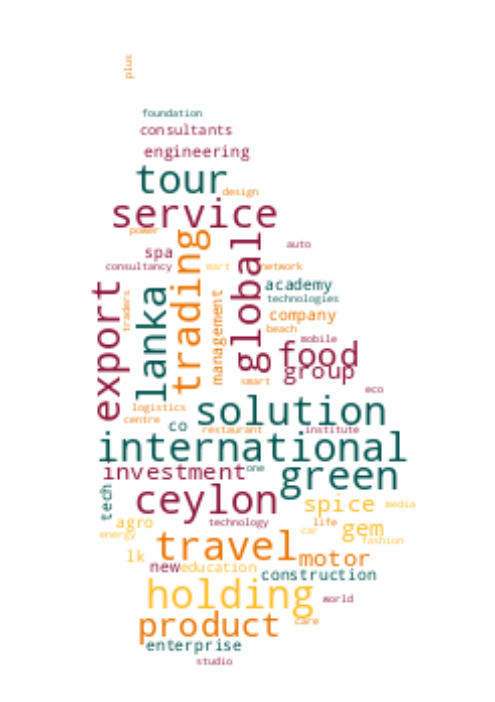 plus
foundation
consultants
engineering
tour
design
service
power
trading
global
auto
spa
consultancy
mart
network
export
lanka
academy
technologies
traders
management
company
beach
mobile
food
group
smart
eco
logistics
solution
centre
co
restaurant
institute
international
investment
one
green
tech
ceylon
spice
media
agro
technology
life
gem
energy
car
fashion
lk
travel
motor
new
education
construction
holding
world
product
care
enterprise
studio